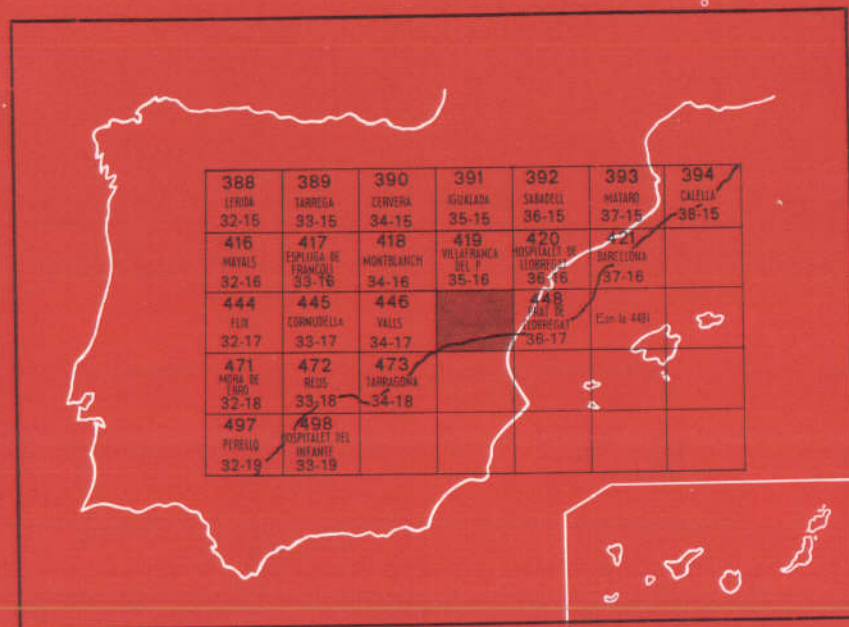 388 389 390 391 392 393 394
LERIDA TARREGA CERVERA IGUALADA SABADELL MATARO CALELLA
32-15 33-15 34-15 35-15 36-15 37-15 38-15
416 417 418 419 420 421
MAYALS ESPLUGA DE MONTBLANCH VILLAFRANCA HOSPITALET DE BARCELONA
FRANCOLI DEL P LLOBREGAT
32-16 33-16 34-16 35-16 36-16 37-16
444 445 446 448
FLIX CORNUDELLA VALLS PRAT DE (con la 448)
LLOBREGAT
32-17 33-17 34-17 36-17
471 472 473
MORA DE REUS TARRAGONA
EBRO
32-18 33-18 34-18
497 498
PERELLO HOSPITALET DEL
INFANTE
32-19 33-19